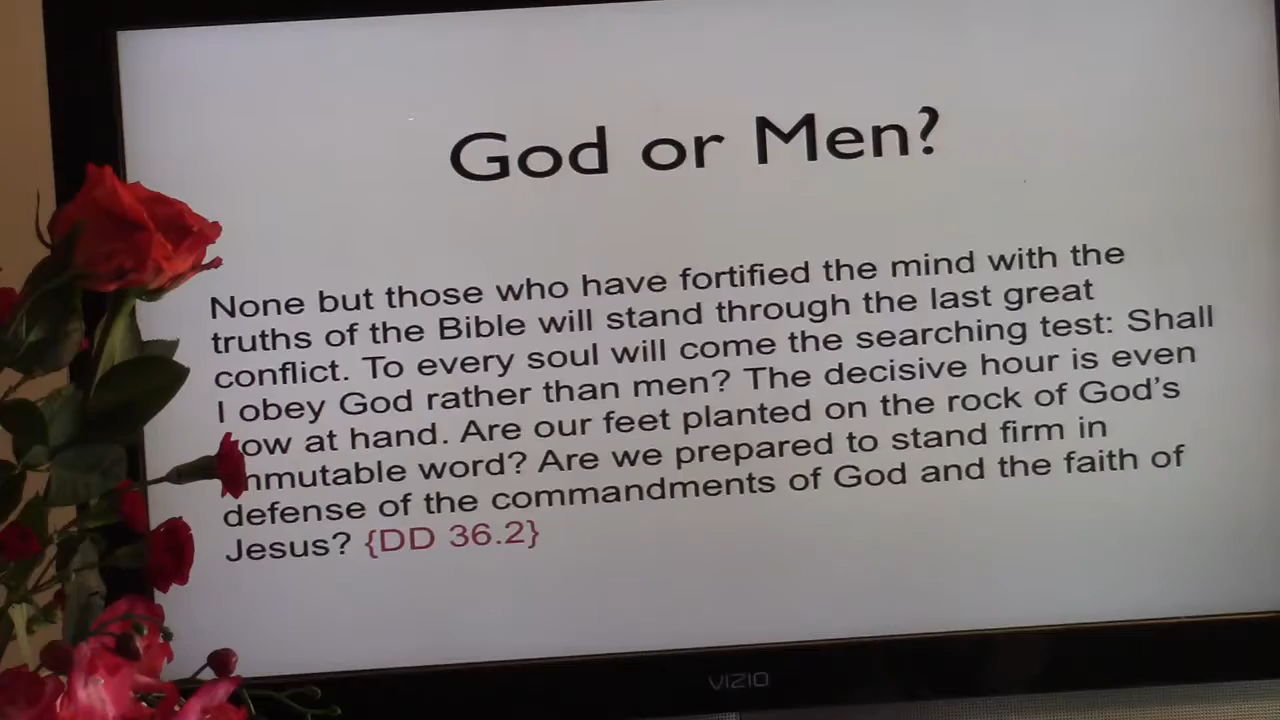 God or Men?
None but those who have fortified the mind with the
truths of the Bible will stand through the last great
conflict. To every soul will come the searching test: Shall
I obey God rather than men? The decisive hour is even
ow at hand. Are our feet planted on the rock of God's
mutable word? Are we prepared to stand firm in
defense of the commandments of God and the faith of
Jesus? {DD 36.2}
VIZIO